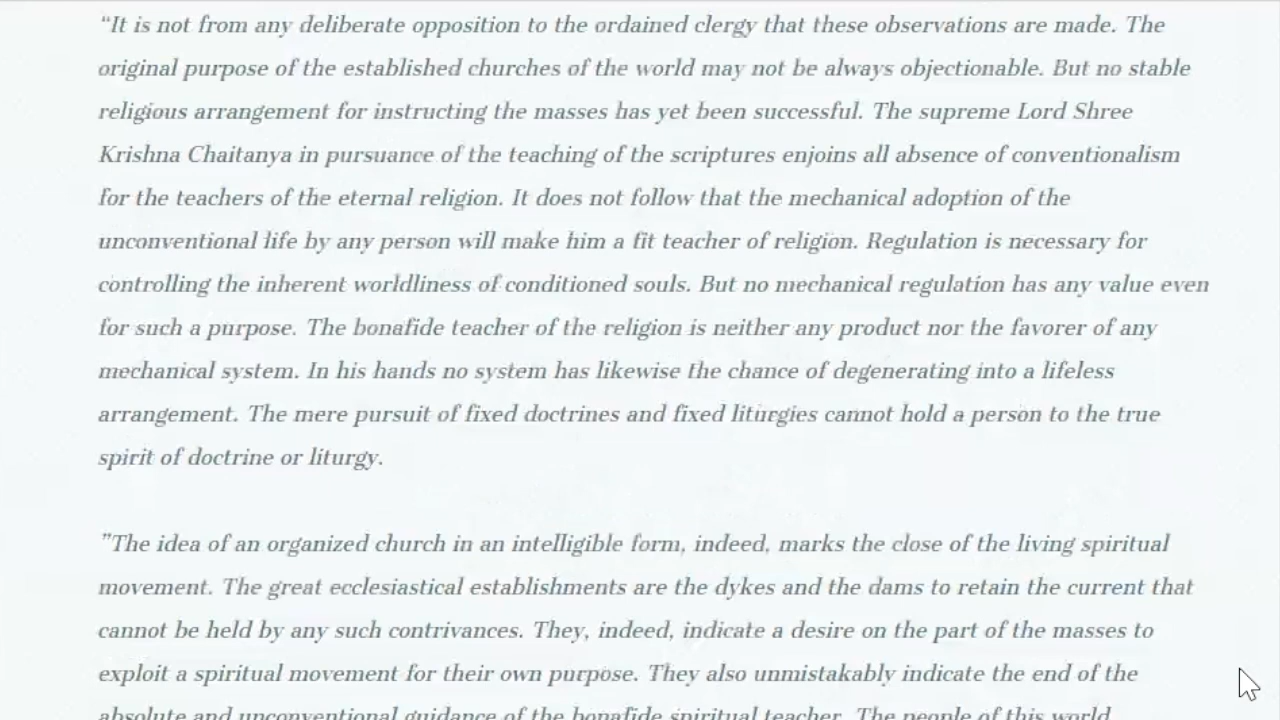 “It is not from any deliberate opposition to the ordained clergy that these observations are made. The
original purpose of the established churches of the world may not be always objectionable. But no stable
religious arrangement for instructing the masses has yet been successful. The supreme Lord Shree
Krishna Chaitanya in pursuance of the teaching of the scriptures enjoins all absence of conventionalism
for the teachers of the eternal religion. It does not follow that the mechanical adoption of the
unconventional life by any person will make him a fit teacher of religion. Regulation is necessary for
controlling the inherent worldliness of conditioned souls. But no mechanical regulation has any value even
for such a purpose. The bonafide teacher of the religion is neither any product nor the favorer of any
mechanical system. In his hands no system has likewise the chance of degenerating into a lifeless
arrangement. The mere pursuit of fixed doctrines and fixed liturgies cannot hold a person to the true
spirit of doctrine or liturgy.
”The idea of an organized church in an intelligible form, indeed, marks the close of the living spiritual
movement. The great ecclesiastical establishments are the dykes and the dams to retain the current that
cannot be held by any such contrivances. They, indeed, indicate a desire on the part of the masses to
exploit a spiritual movement for their own purpose. They also unmistakably indicate the end of the
absolute and unconventional guidance of the bonafide spiritual teacher. The people of this world